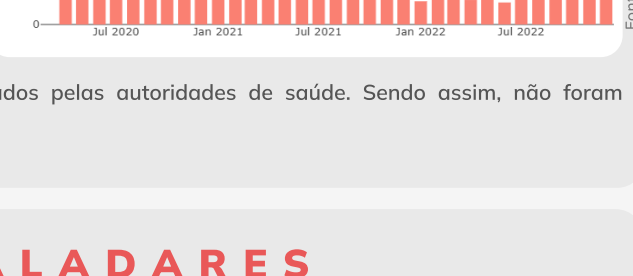 0
Jul 2020 Jan 2021 Jul 2021 Jan 2022 Jul 2022
pelas autoridades de saúde. Sendo assim, não foram
LADARES